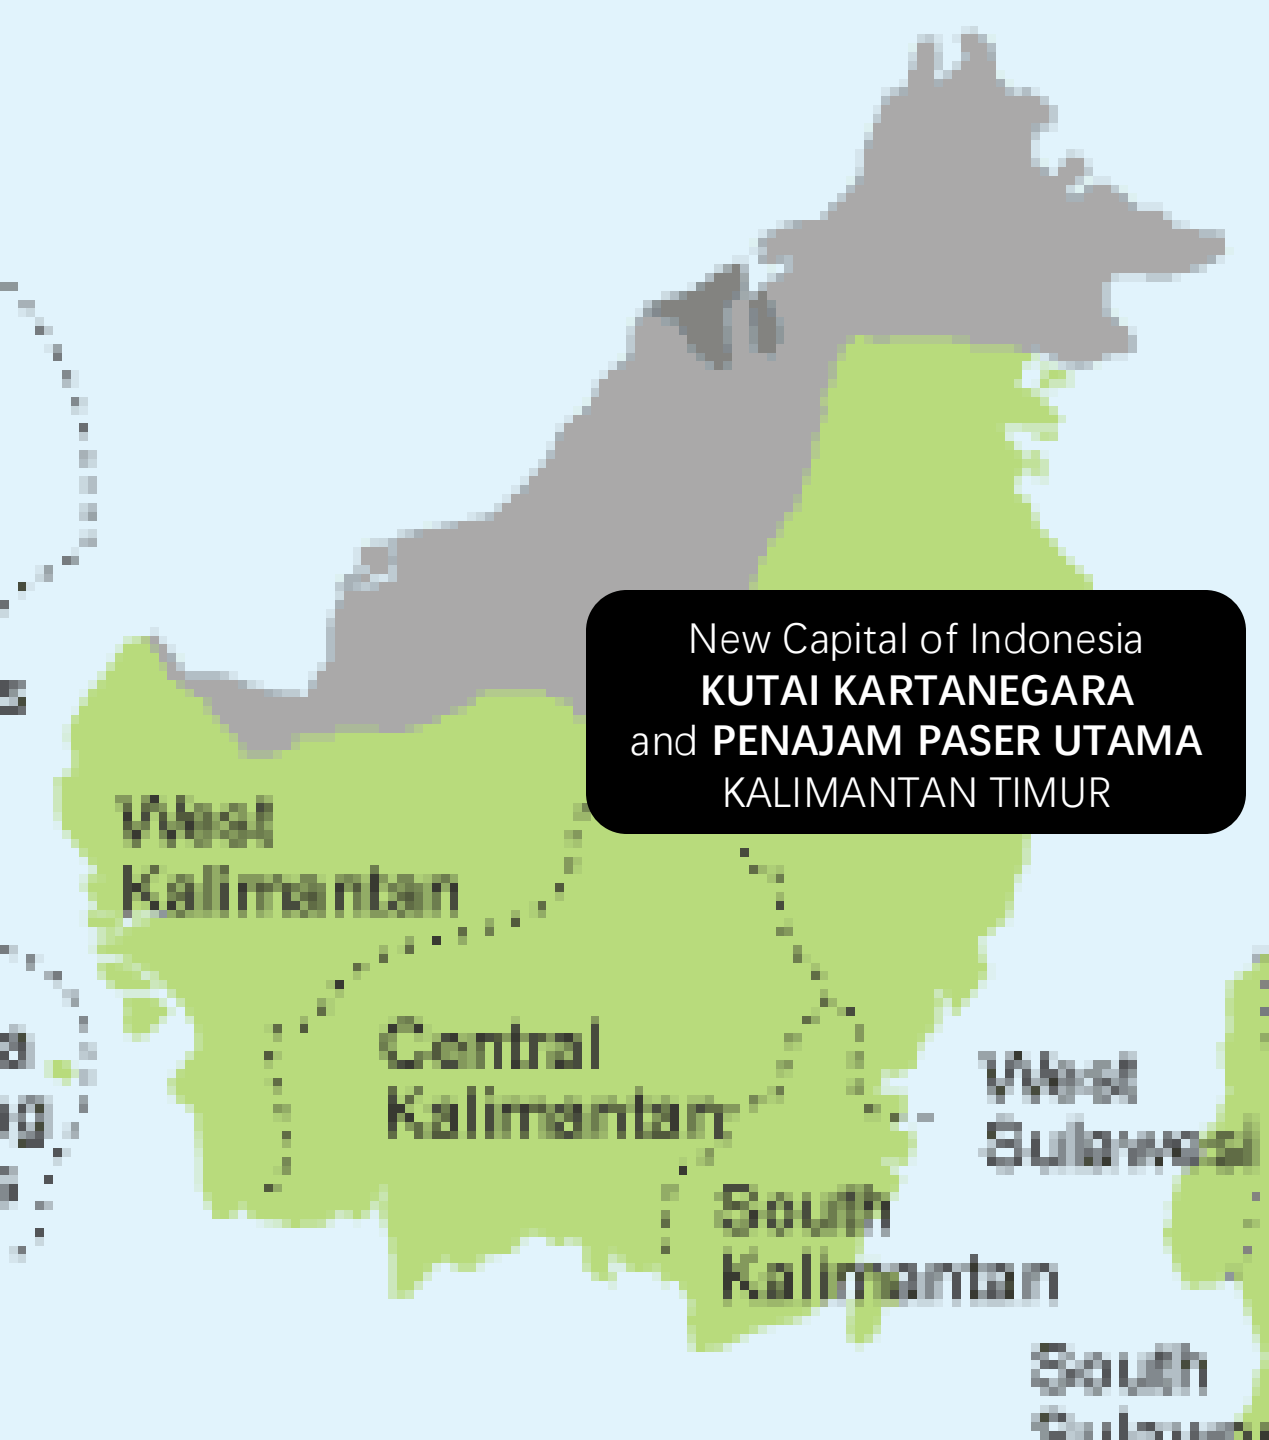 New Capital of Indonesia
KUTAI KARTANEGARA
and PENAJAM PASER UTAMA
KALIMANTAN TIMUR
West
Kalimantan
Central
Kalimantan
West
Sulawesi
South
Kalimantan
South